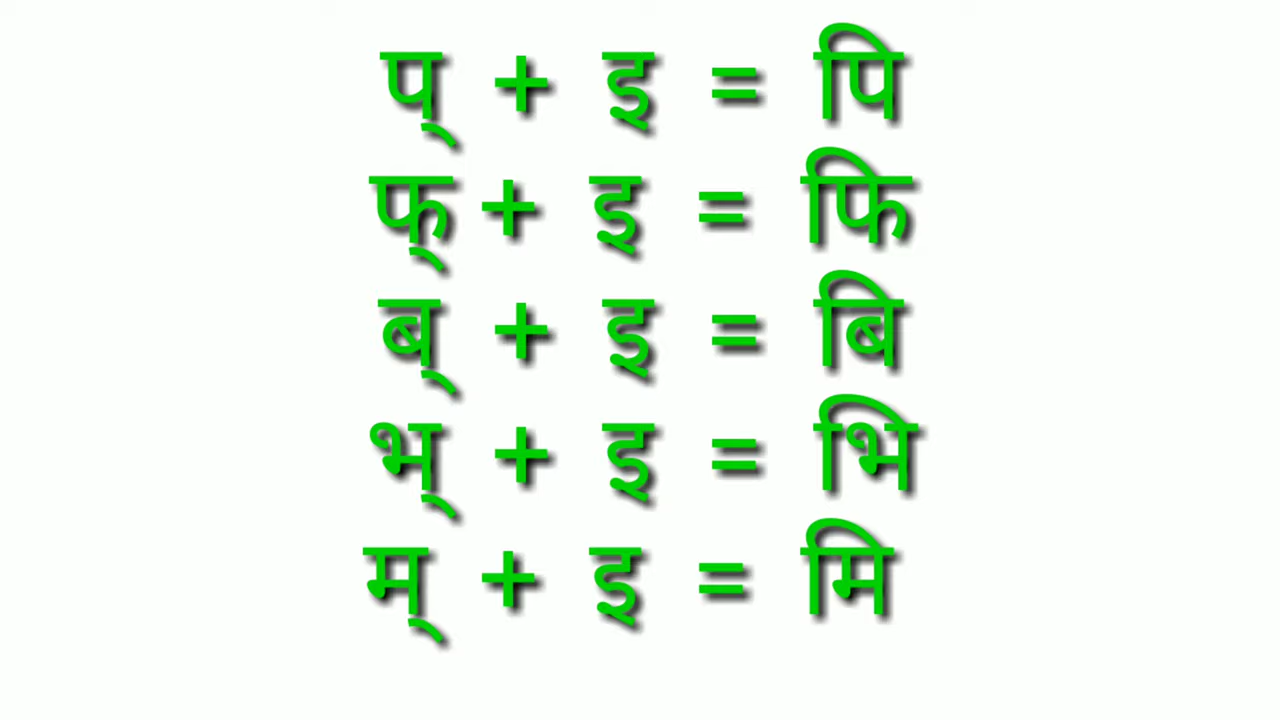 प् + इ = पि
फ् + इ = फि
ब् + इ = बि
भ् + इ = भि
म् + इ = मि